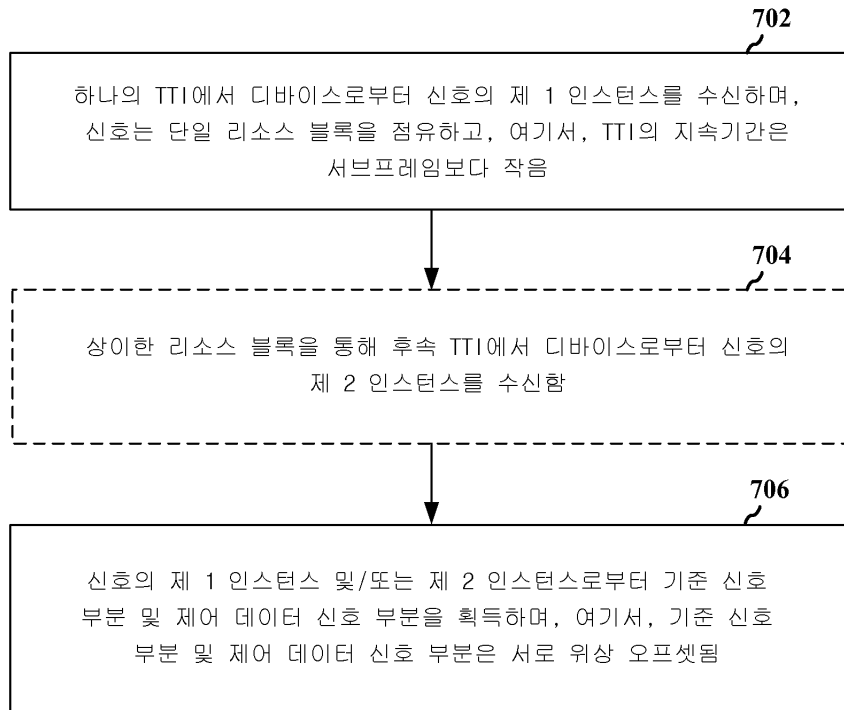 702
하나의 TTI에서 디바이스로부터 신호의 제 1 인스턴스를 수신하며,
신호는 단일 리소스 블록을 점유하고, 여기서, TTI의 지속기간은
서브프레임보다 작음
704
상이한 리소스 블록을 통해 후속 TTI에서 디바이스로부터 신호의
제 2 인스턴스를 수신함
706
신호의 제 1 인스턴스 및/또는 제 2 인스턴스로부터 기준 신호
부분 및 제어 데이터 신호 부분을 획득하며, 여기서, 기준 신호
부분 및 제어 데이터 신호 부분은 서로 위상 오프셋됨